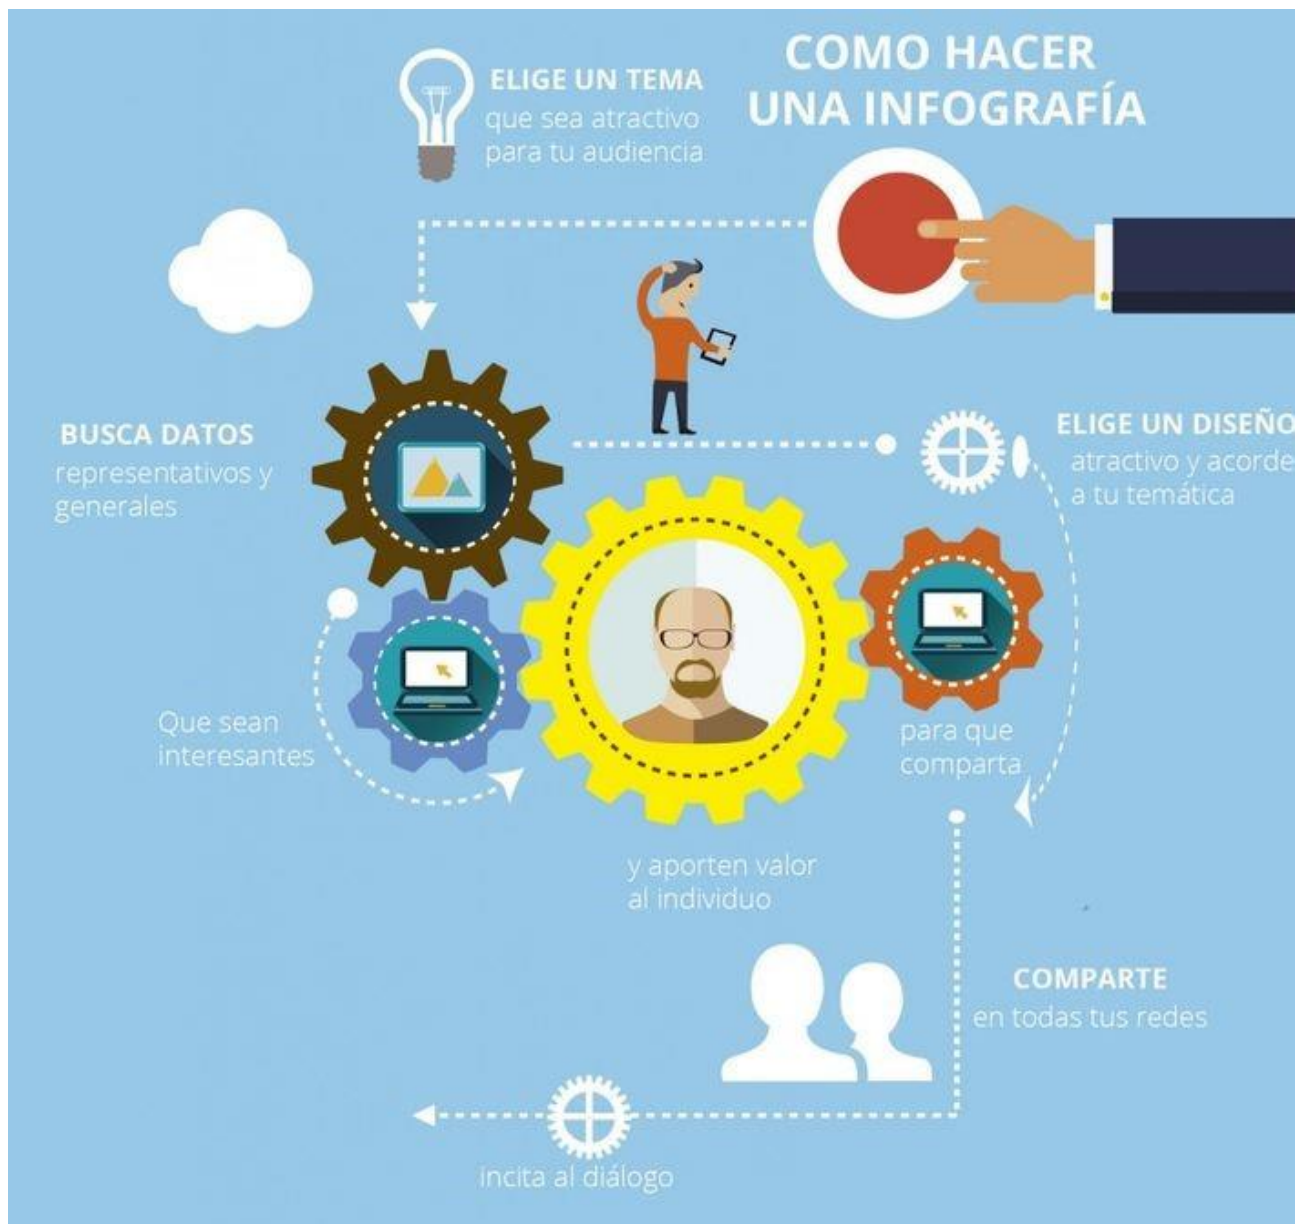 COMO HACER
UNA INFOGRAFÍA
ELIGE UN TEMA
que sea atractivo
para tu audiencia
BUSCA DATOS
representativos y
generales
ELIGE UN DISEÑO
atractivo y acorde
a tu temática
Que sean
interesantes
y aporten valor
al individuo
para que
comparta
COMPARTE
en todas tus redes
incita al diálogo